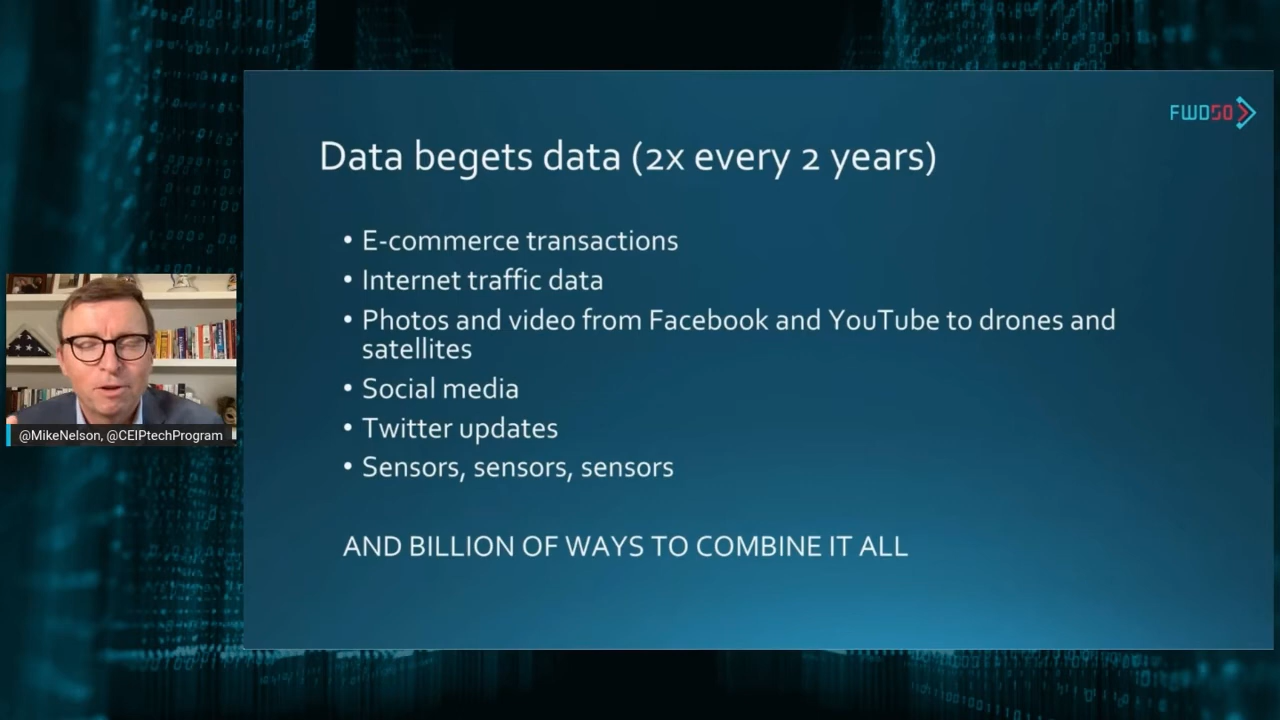 FWD50
Data begets data (2x every 2 years)
• E-commerce transactions
• Internet traffic data
• Photos and video from Facebook and YouTube to drones and
satellites
• Social media
• Twitter updates
• Sensors, sensors, sensors
AND BILLION OF WAYS TO COMBINE IT ALL
@MikeNelson, @CEIPtechProgram